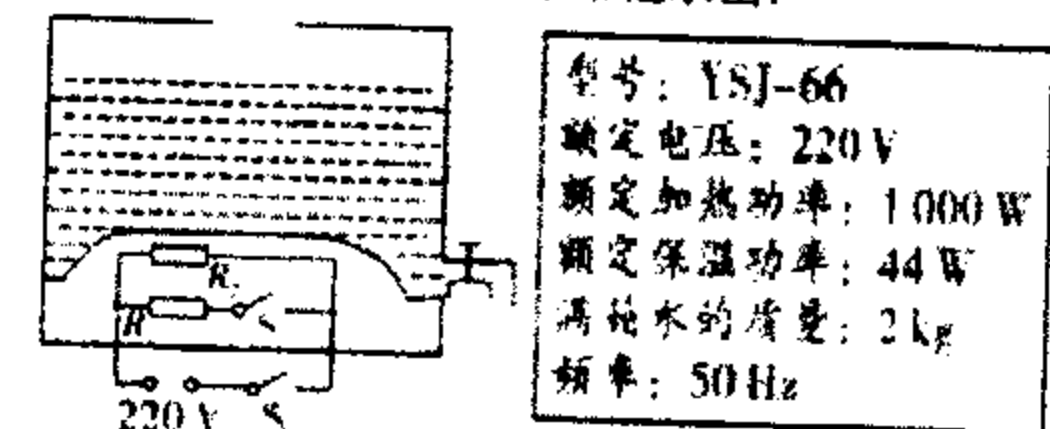 型号：YSJ-66
额定电压：220 V
额定加热功率：1 000 W
额定保温功率：44 W
满箱水的质量：2 kg
频率：50 Hz
R
R
S
220 V
S